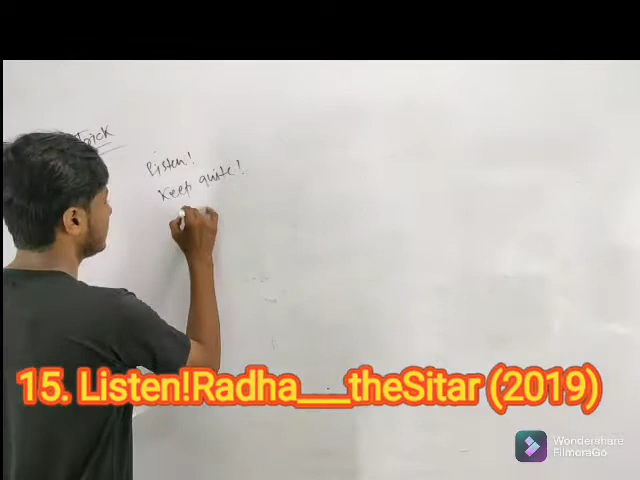 Trick
Listen!
Keep quite!
15. Listen!Radha___theSitar (2019)
Wondershare
FilmoraGo